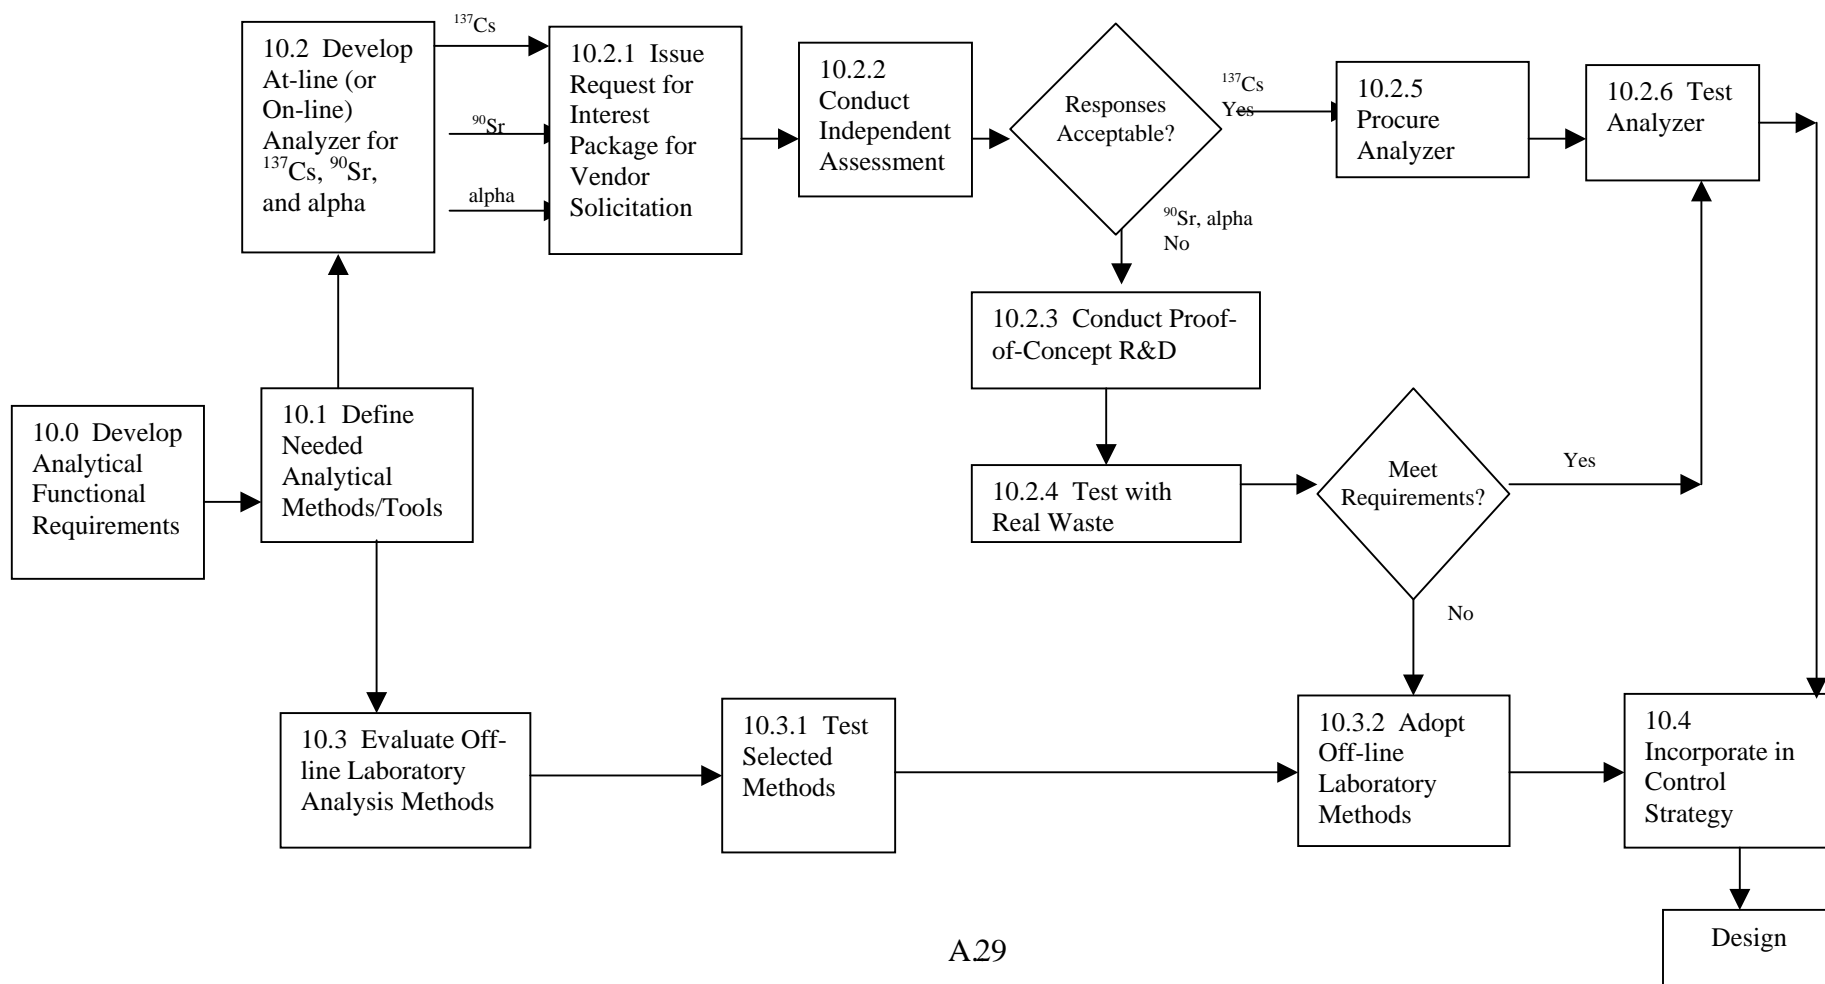 10.2  Develop
At-line (or
On-line)
Analyzer for
¹³⁷Cs, ⁹⁰Sr,
and alpha
¹³⁷Cs
⁹⁰Sr
alpha
10.2.1  Issue
Request for
Interest
Package for
Vendor
Solicitation
10.2.2
Conduct
Independent
Assessment
Responses
Acceptable?
¹³⁷Cs
Yes
10.2.5
Procure
Analyzer
10.2.6  Test
Analyzer
⁹⁰Sr, alpha
No
10.2.3  Conduct Proof-
of-Concept R&D
10.0  Develop
Analytical
Functional
Requirements
10.1  Define
Needed
Analytical
Methods/Tools
10.2.4  Test with
Real Waste
Meet
Requirements?
Yes
No
10.3  Evaluate Off-
line Laboratory
Analysis Methods
10.3.1  Test
Selected
Methods
10.3.2  Adopt
Off-line
Laboratory
Methods
10.4
Incorporate in
Control
Strategy
Design
A.29